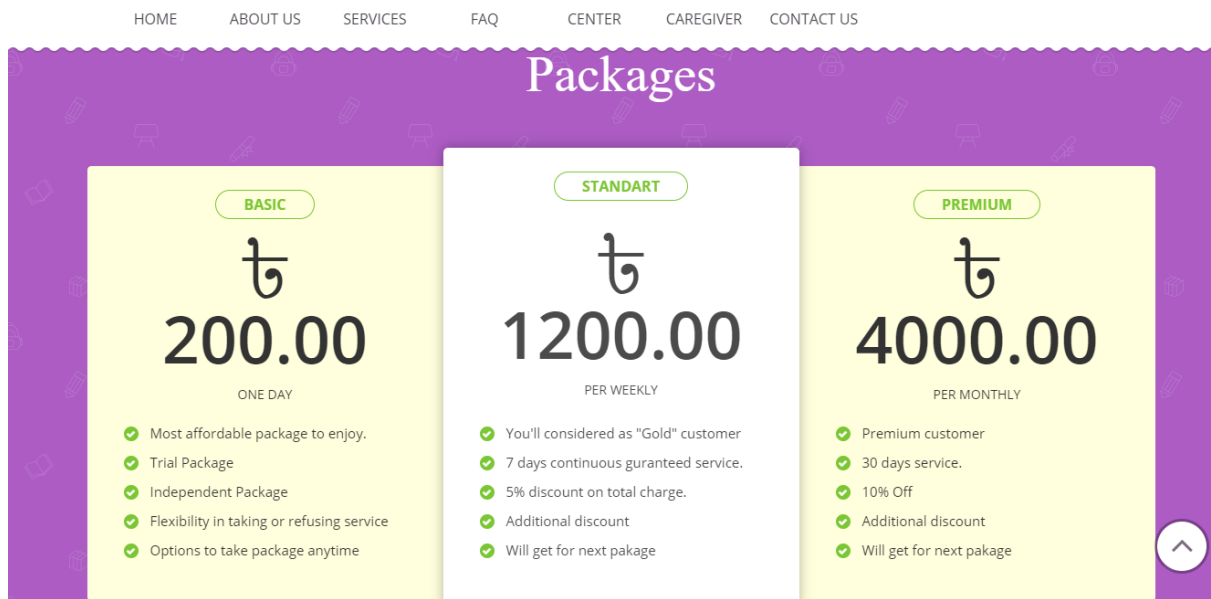 HOME ABOUT US SERVICES FAQ CENTER CAREGIVER CONTACT US
Packages
BASIC
৳
200.00
ONE DAY
Most affordable package to enjoy.
Trial Package
Independent Package
Flexibility in taking or refusing service
Options to take package anytime
STANDART
৳
1200.00
PER WEEKLY
You'll considered as "Gold" customer
7 days continuous guranteed service.
5% discount on total charge.
Additional discount
Will get for next pakage
PREMIUM
৳
4000.00
PER MONTHLY
Premium customer
30 days service.
10% Off
Additional discount
Will get for next pakage